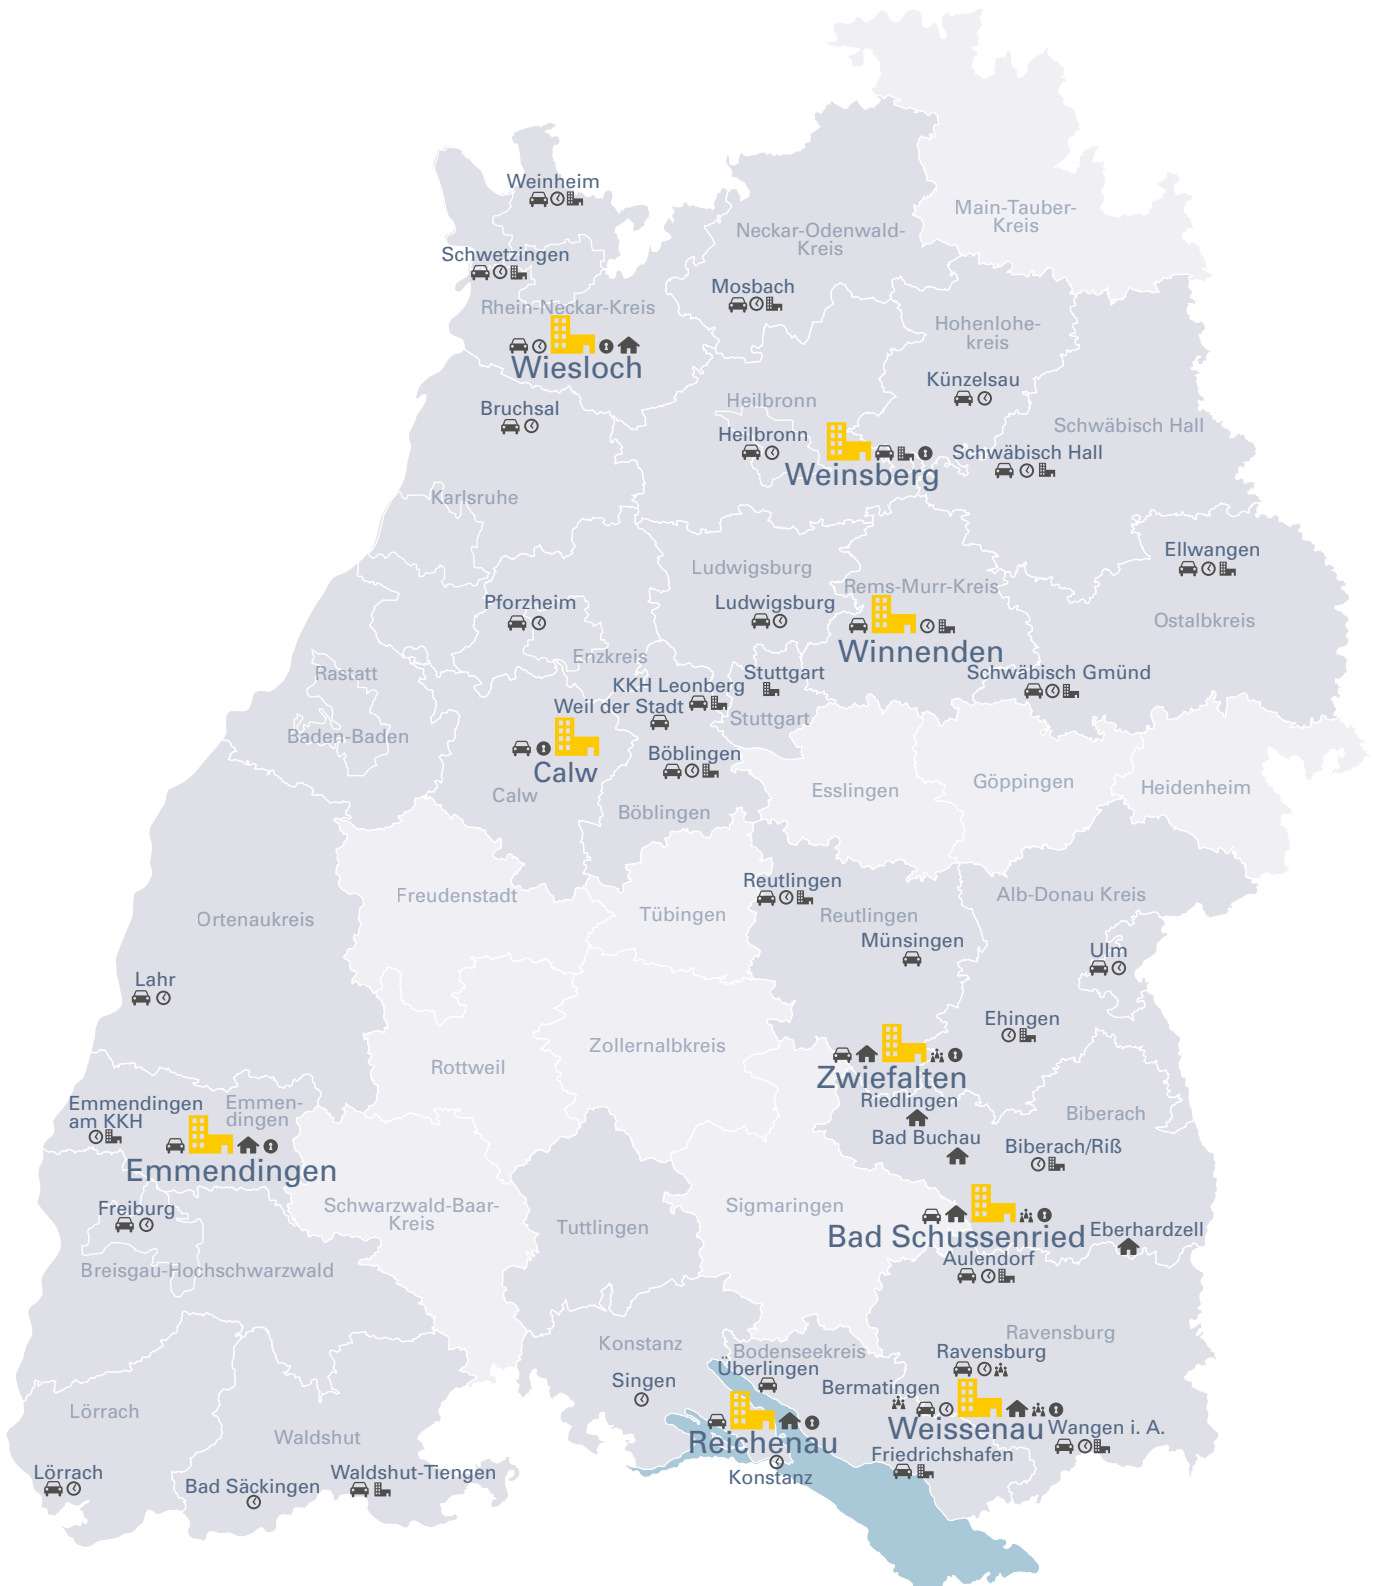 Weinheim
Main-Tauber-
Kreis
Neckar-Odenwald-
Kreis
Schwetzingen
Mosbach
Rhein-Neckar-Kreis
Hohenlohe-
kreis
Wiesloch
Künzelsau
Heilbronn
Bruchsal
Schwäbisch Hall
Heilbronn
Schwäbisch Hall
Weinsberg
Karlsruhe
Ellwangen
Ludwigsburg
Rems-Murr-Kreis
Pforzheim
Ludwigsburg
Ostalbkreis
Winnenden
Enzkreis
Rastatt
Stuttgart
Schwäbisch Gmünd
KKH Leonberg
Weil der Stadt
Stuttgart
Baden-Baden
Böblingen
Calw
Göppingen
Esslingen
Heidenheim
Calw
Böblingen
Reutlingen
Freudenstadt
Alb-Donau Kreis
Tübingen
Reutlingen
Ortenaukreis
Münsingen
Ulm
Lahr
Ehingen
Zollernalbkreis
Rottweil
Zwiefalten
Riedlingen
Emmendingen
am KKH
Emmen-
dingen
Biberach
Bad Buchau
Biberach/Riß
Emmendingen
Freiburg
Schwarzwald-Baar-
Kreis
Sigmaringen
Tuttlingen
Bad Schussenried
Eberhardzell
Aulendorf
Breisgau-Hochschwarzwald
Ravensburg
Konstanz
Bodenseekreis
Ravensburg
Überlingen
Singen
Bermatingen
Lörrach
Weissenau
Wangen i. A.
Waldshut
Reichenau
Friedrichshafen
Lörrach
Waldshut-Tiengen
Konstanz
Bad Säckingen